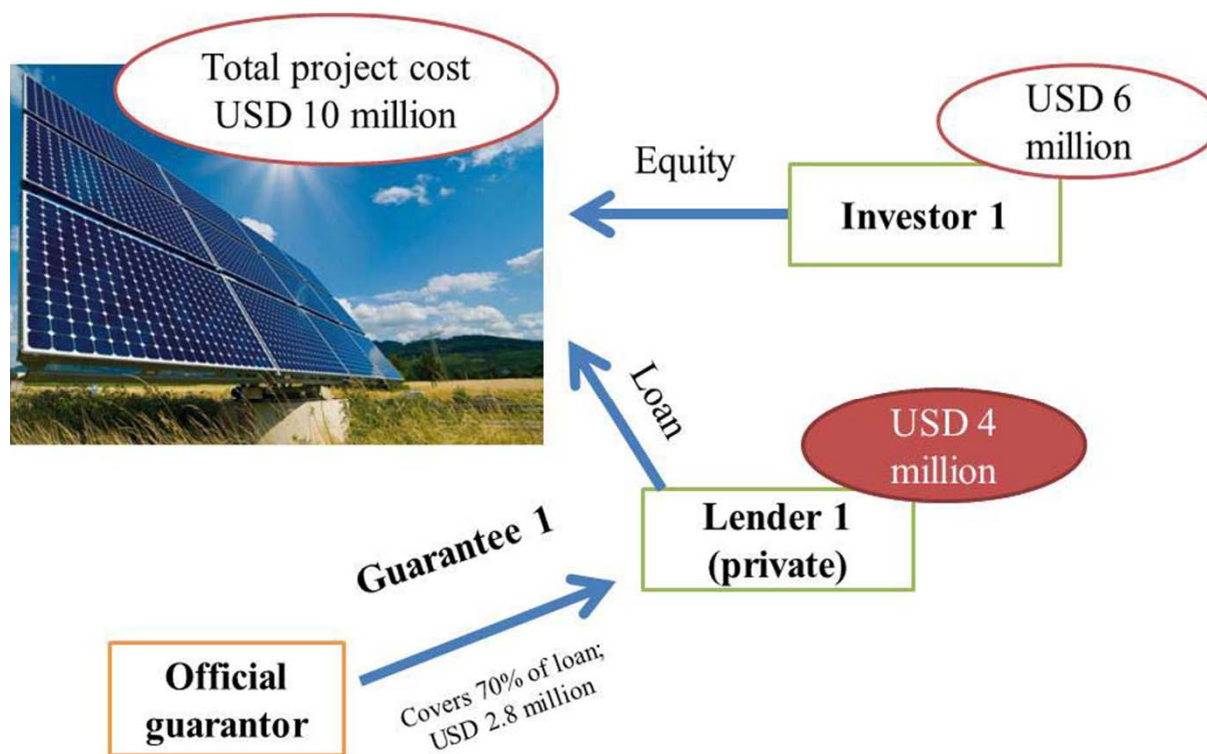 Total project cost
USD 10 million
USD 6
million
Equity
Investor 1
Loan
USD 4
million
Lender 1
(private)
Guarantee 1
Covers 70% of loan;
USD 2.8 million
Official
guarantor